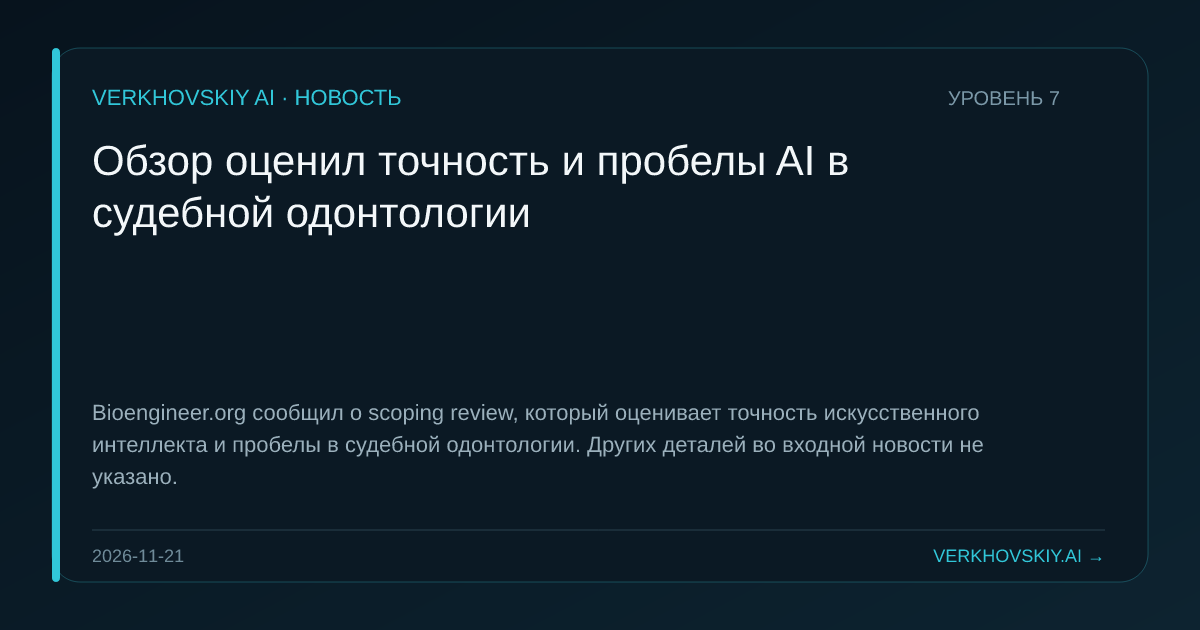 VERKHOVSKIY AI · НОВОСТЬ
УРОВЕНЬ 7
Обзор оценил точность и пробелы AI в
судебной одонтологии
Bioengineer.org сообщил о scoping review, который оценивает точность искусственного
интеллекта и пробелы в судебной одонтологии. Других деталей во входной новости не
указано.
2026-11-21
VERKHOVSKIY.AI →